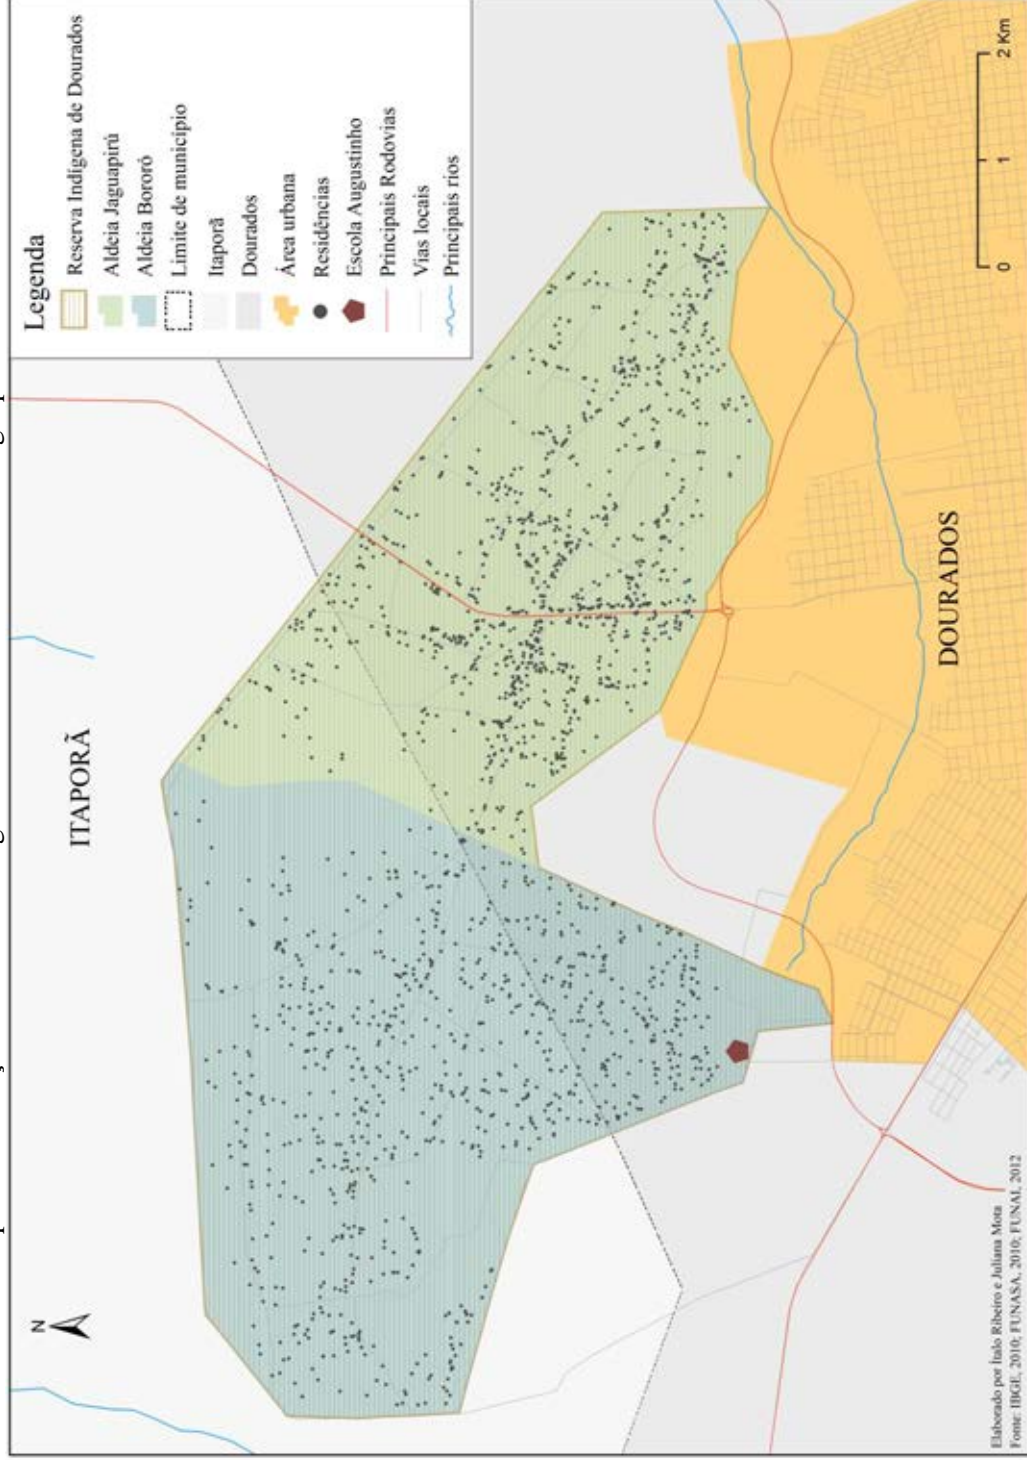 Legenda
Reserva Indígena de Dourados
Aldeia Jaguapirú
Aldeia Bororó
Limite de município
Itaporã
Dourados
Área urbana
Residências
Escola Augustinho
Principais Rodovias
Vias locais
Principais rios
N
ITAPORÃ
DOURADOS
0 1 2 Km
Elaborado por Ítalo Ribeiro e Juliana Mota
Fonte: IBGE, 2010; FUNASA, 2010; FUNAI, 2012